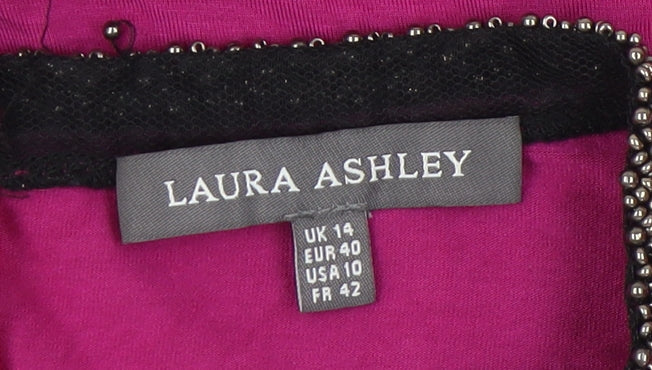 LAURA ASHLEY
UK 14
EUR 40
USA 10
FR 42